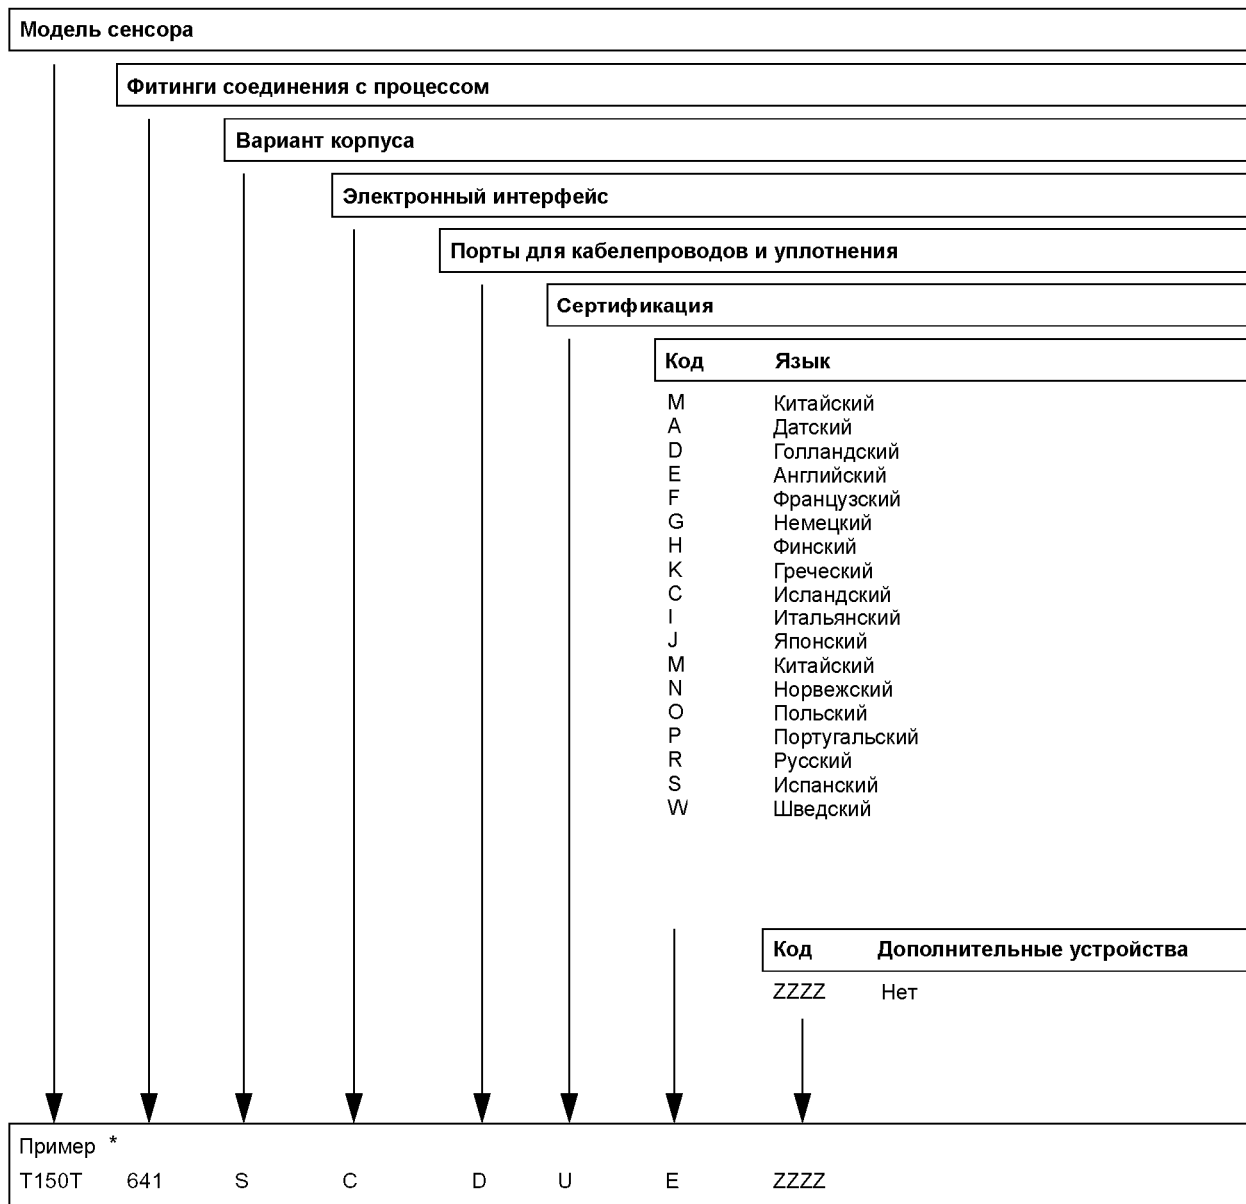 Модель сенсора
Фитинги соединения с процессом
Вариант корпуса
Электронный интерфейс
Порты для кабелепроводов и уплотнения
Сертификация
Код Язык
M Китайский
A Датский
D Голландский
E Английский
F Французский
G Немецкий
H Финский
K Греческий
C Исландский
I Итальянский
J Японский
M Китайский
N Норвежский
O Польский
P Португальский
R Русский
S Испанский
W Шведский
Код Дополнительные устройства
ZZZZ Нет
Пример *
T150T 641 S C D U E ZZZZ